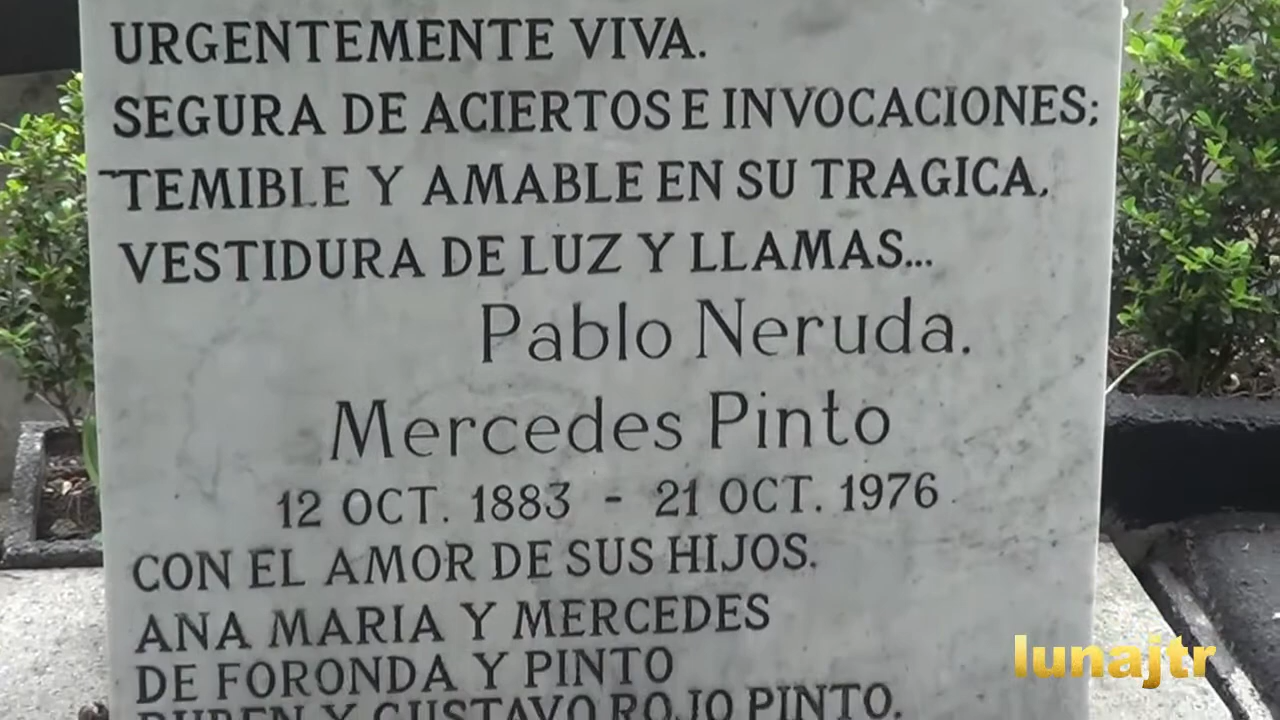 URGENTEMENTE VIVA.
SEGURA DE ACIERTOS E INVOCACIONES;
TEMIBLE Y AMABLE EN SU TRAGICA,
VESTIDURA DE LUZ Y LLAMAS...
Pablo Neruda.
Mercedes Pinto
12 OCT. 1883 - 21 OCT. 1976
CON EL AMOR DE SUS HIJOS.
ANA MARIA Y MERCEDES
DE FORONDA Y PINTO
RUBEN Y GUSTAVO ROJO PINTO.
lunajtr